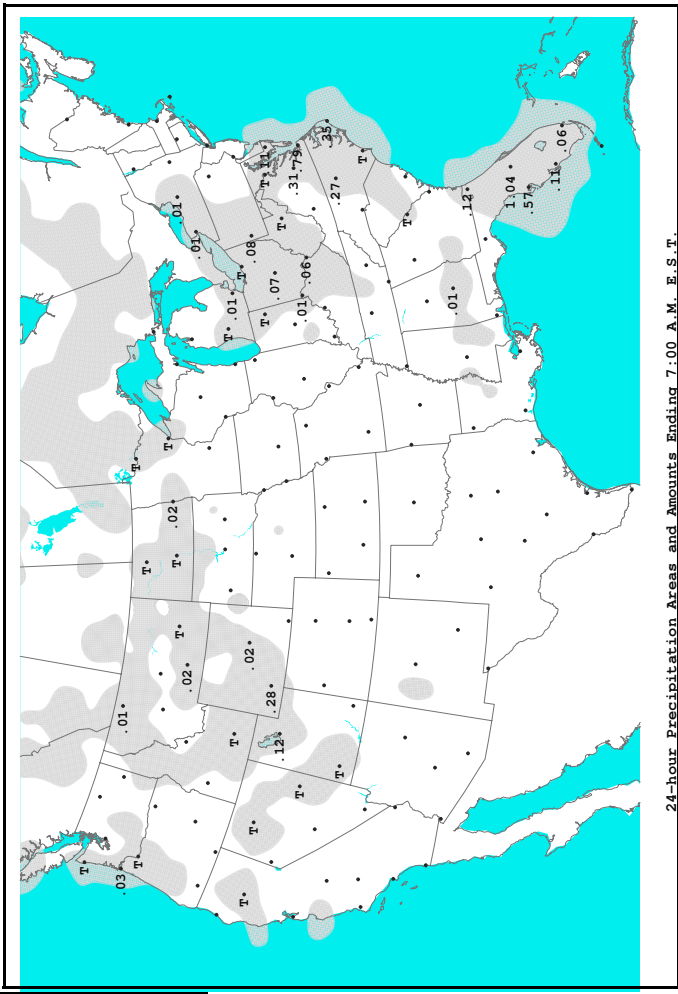 T
.03
.01
T
T
T
T
.02
T
.01
T
.02
.01
T
.01
T
T
T
.02
.08
T
T
T
.28
.07
.12
T
.31
.79
T
.01
.06
.35
.27
T
T
T
.01
.12
1.04
.57
.11
.06
24-hour Precipitation Areas and Amounts Ending 7:00 A.M. E.S.T.